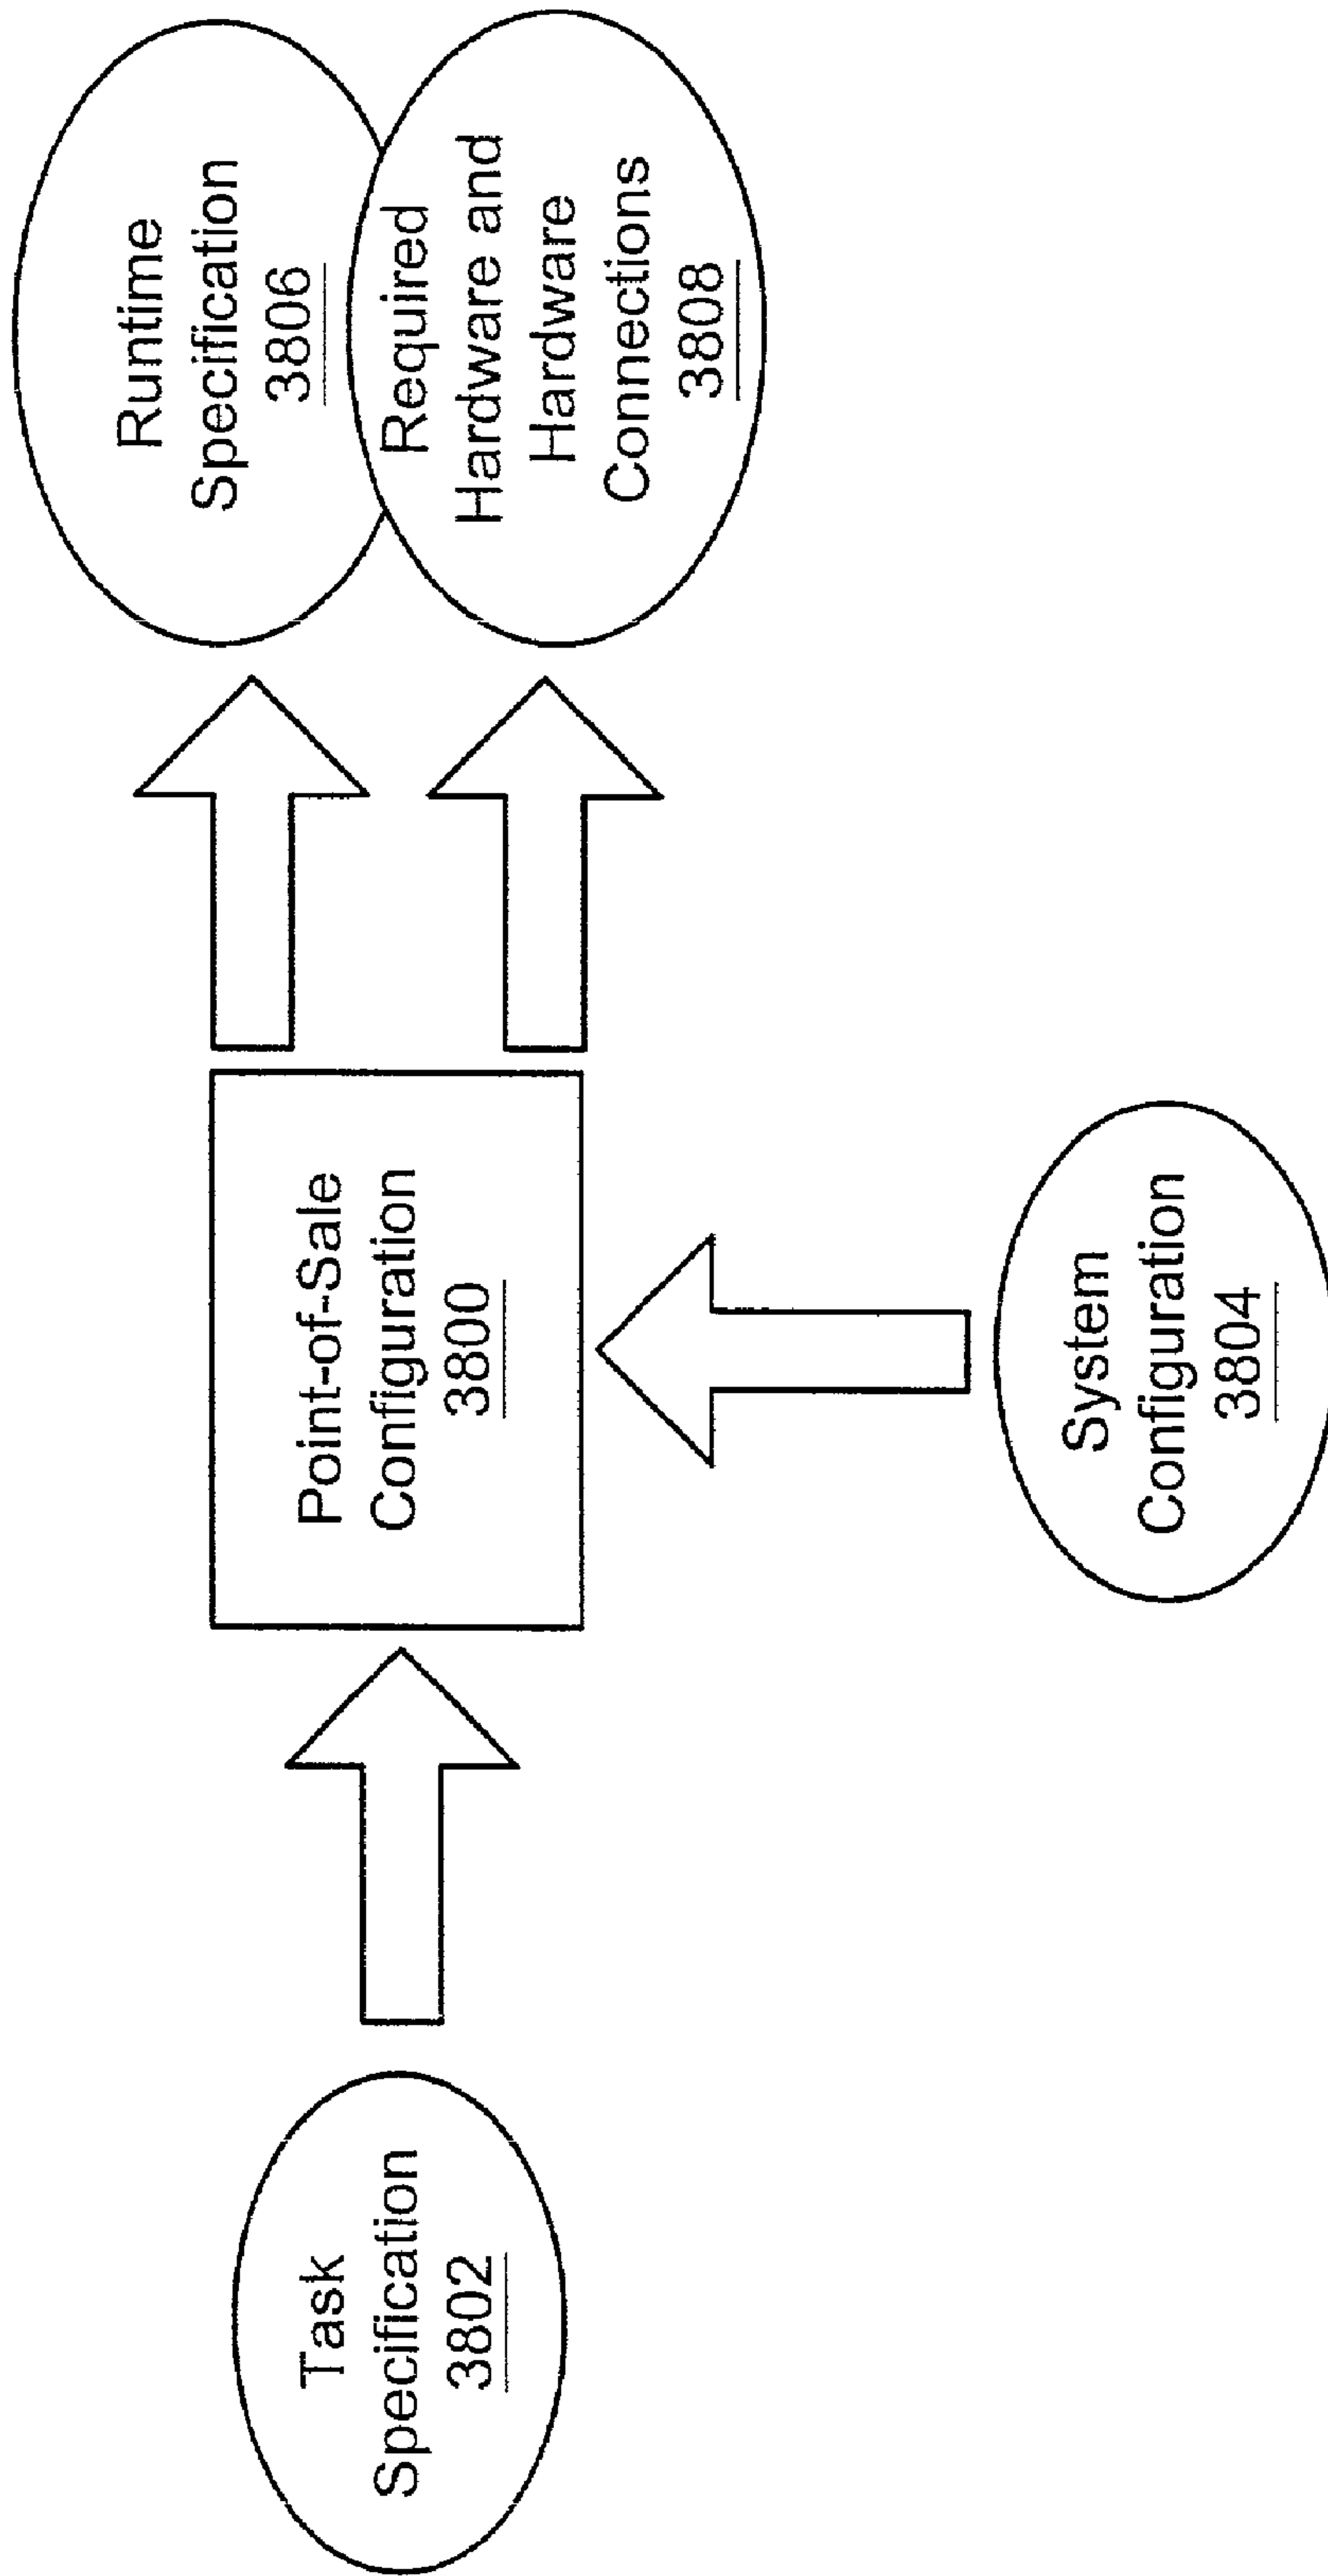 Task
Specification
3802
Point-of-Sale
Configuration
3800
System
Configuration
3804
Runtime
Specification
3806
Required
Hardware and
Hardware
Connections
3808